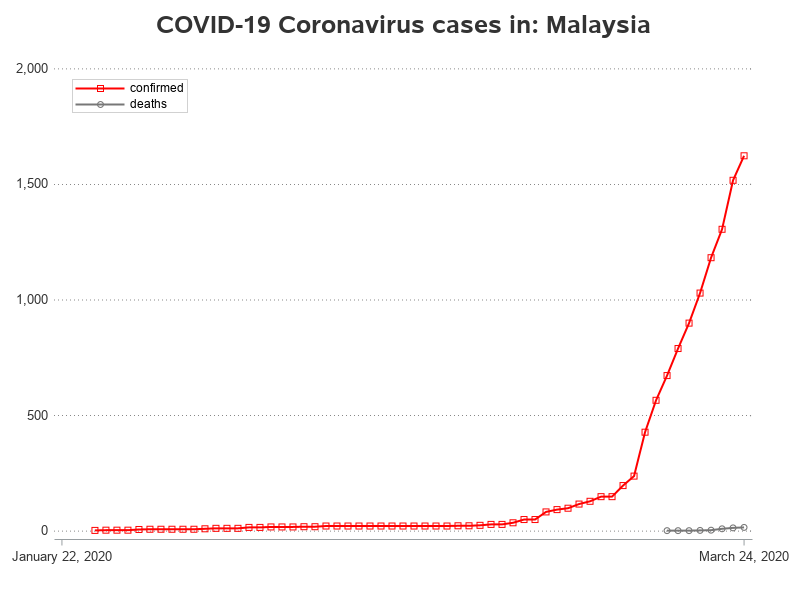 COVID-19 Coronavirus cases in: Malaysia
2,000
confirmed
deaths
1,500
1,000
500
0
January 22, 2020
March 24, 2020